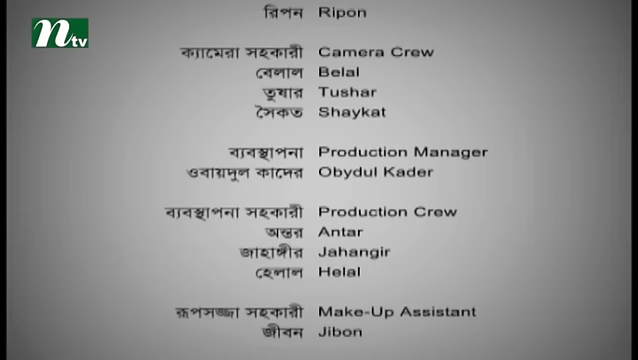 ntv
রিপন Ripon
ক্যামেরা সহকারী Camera Crew
বেলাল Belal
তুষার Tushar
সৈকত Shaykat
ব্যবস্থাপনা Production Manager
ওবায়দুল কাদের Obydul Kader
ব্যবস্থাপনা সহকারী Production Crew
অন্তর Antar
জাহাঙ্গীর Jahangir
হেলাল Helal
রূপসজ্জা সহকারী Make-Up Assistant
জীবন Jibon